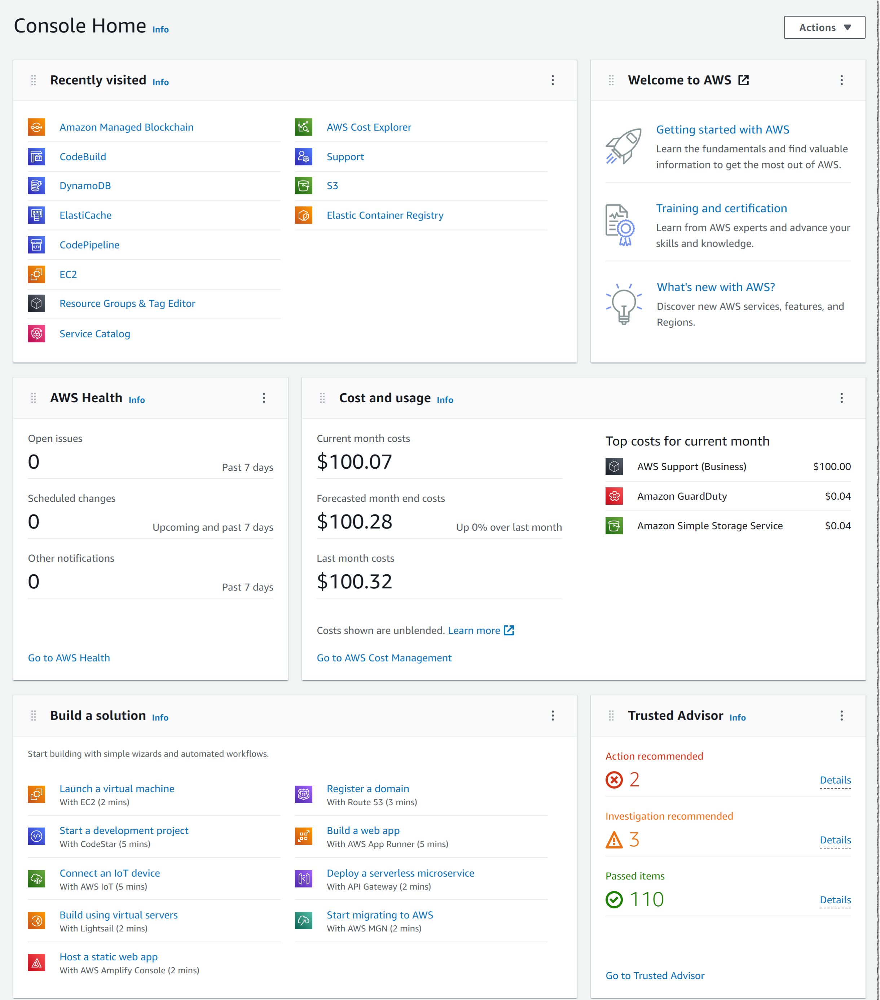 Console Home Info
Actions
Recently visited Info
Amazon Managed Blockchain
CodeBuild
DynamoDB
ElastiCache
CodePipeline
EC2
Resource Groups & Tag Editor
Service Catalog
AWS Cost Explorer
Support
S3
Elastic Container Registry
Welcome to AWS
Getting started with AWS
Learn the fundamentals and find valuable
information to get the most out of AWS.
Training and certification
Learn from AWS experts and advance your
skills and knowledge.
What's new with AWS?
Discover new AWS services, features, and
Regions.
AWS Health Info
Open issues
0 Past 7 days
Scheduled changes
0 Upcoming and past 7 days
Other notifications
0 Past 7 days
Go to AWS Health
Cost and usage Info
Current month costs
$100.07
Forecasted month end costs
$100.28 Up 0% over last month
Last month costs
$100.32
Costs shown are unblended. Learn more
Go to AWS Cost Management
Top costs for current month
AWS Support (Business) $100.00
Amazon GuardDuty $0.04
Amazon Simple Storage Service $0.04
Build a solution Info
Start building with simple wizards and automated workflows.
Launch a virtual machine
With EC2 (2 mins)
Start a development project
With CodeStar (5 mins)
Connect an IoT device
With AWS IoT (5 mins)
Build using virtual servers
With Lightsail (2 mins)
Host a static web app
With AWS Amplify Console (2 mins)
53
Register a domain
With Route 53 (3 mins)
Build a web app
With AWS App Runner (5 mins)
Deploy a serverless microservice
With API Gateway (2 mins)
Start migrating to AWS
With AWS MGN (2 mins)
Trusted Advisor Info
Action recommended
2 Details
Investigation recommended
3 Details
Passed items
110 Details
Go to Trusted Advisor